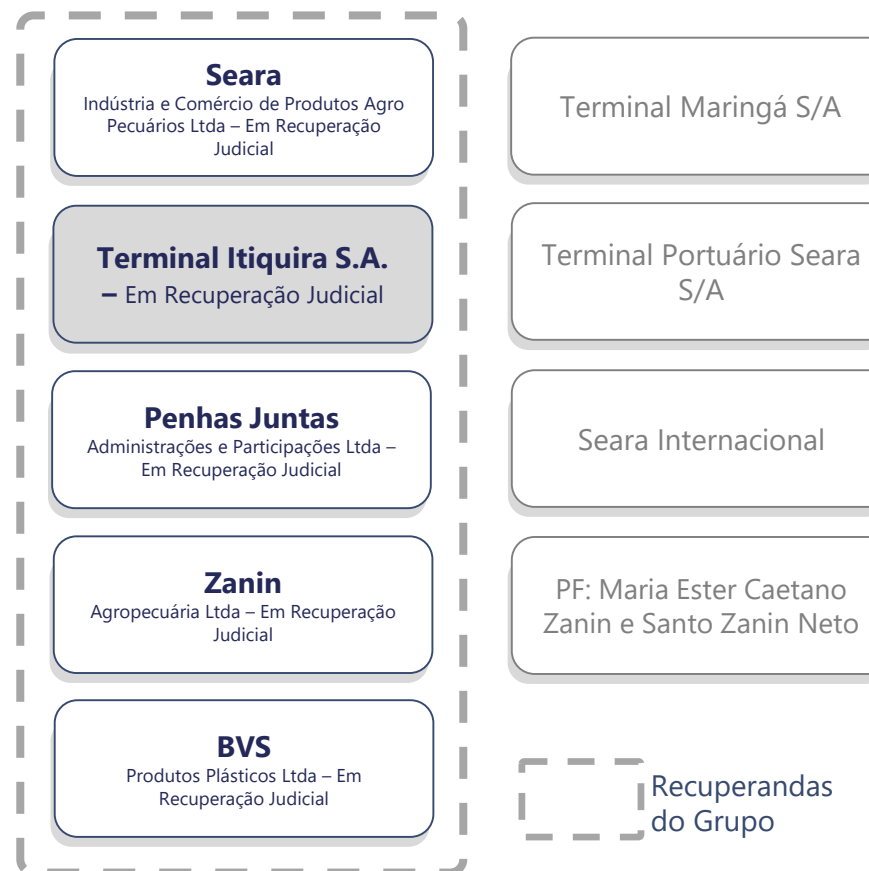 Seara
Indústria e Comércio de Produtos Agro
Pecuários Ltda – Em Recuperação
Judicial
Terminal Itiquira S.A.
– Em Recuperação Judicial
Penhas Juntas
Administrações e Participações Ltda –
Em Recuperação Judicial
Zanin
Agropecuária Ltda – Em Recuperação
Judicial
BVS
Produtos Plásticos Ltda – Em
Recuperação Judicial
Terminal Maringá S/A
Terminal Portuário Seara
S/A
Seara Internacional
PF: Maria Ester Caetano
Zanin e Santo Zanin Neto
Recuperandas
do Grupo